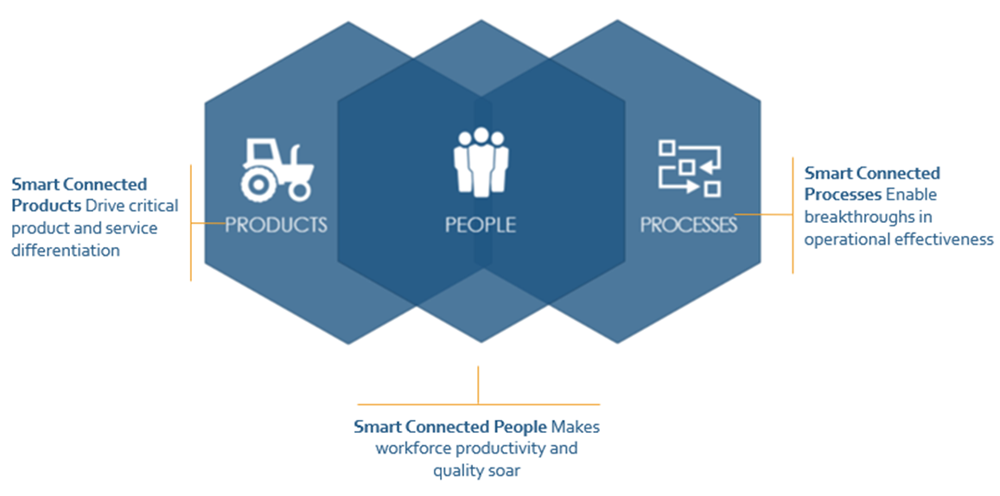 Smart Connected
Products Drive critical
product and service
differentiation
PRODUCTS
PEOPLE
PROCESSES
Smart Connected
Processes Enable
breakthroughs in
operational effectiveness
Smart Connected People Makes
workforce productivity and
quality soar